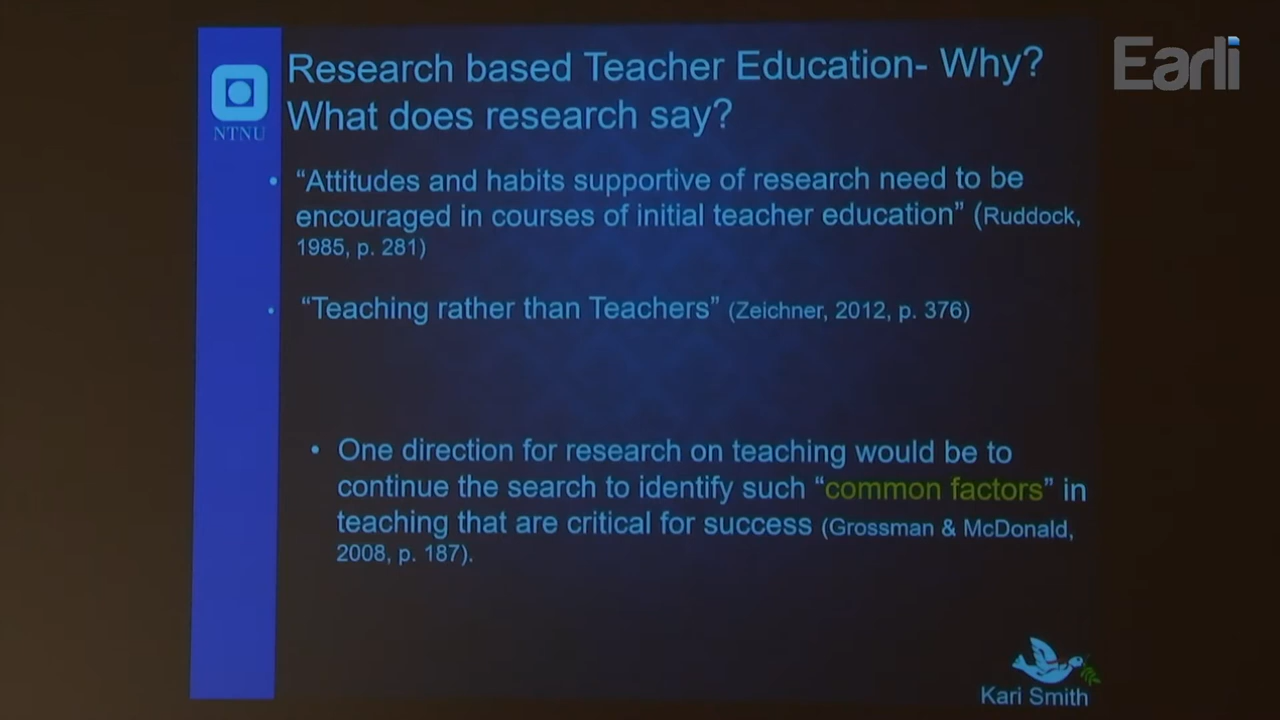 Earli
Research based Teacher Education- Why?
What does research say?
NTNU
• “Attitudes and habits supportive of research need to be
encouraged in courses of initial teacher education” (Ruddock,
1985, p. 281)
• “Teaching rather than Teachers” (Zeichner, 2012, p. 376)
• One direction for research on teaching would be to
continue the search to identify such “common factors” in
teaching that are critical for success (Grossman & McDonald,
2008, p. 187).
Kari Smith